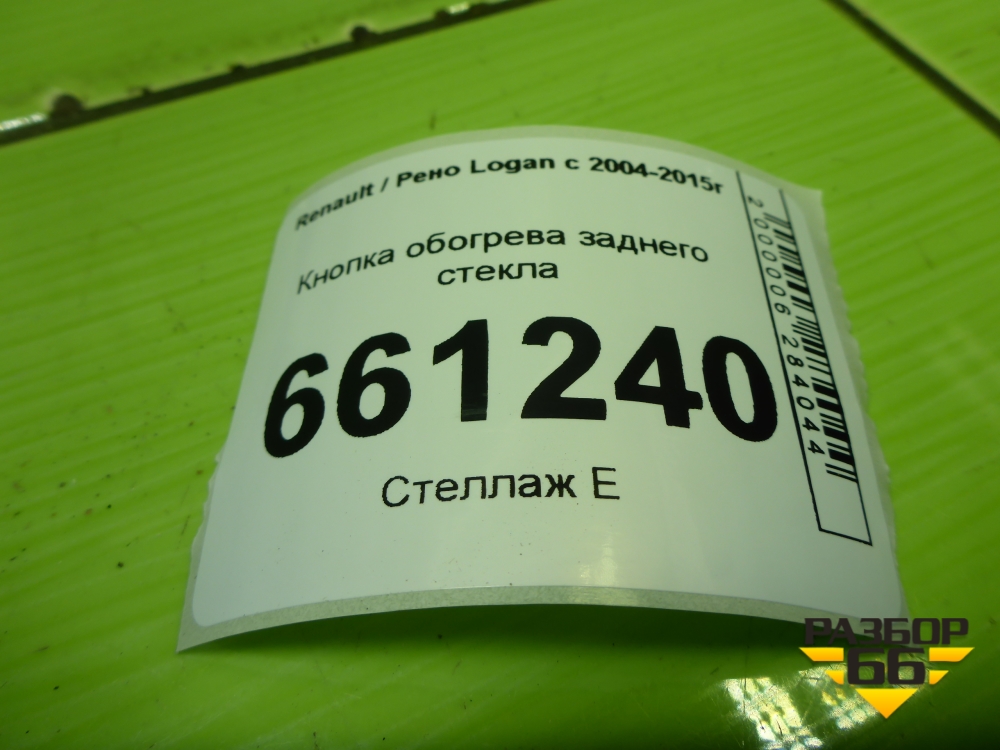 Renault / Рено Logan с 2004-2015г
Кнопка обогрева заднего
стекла
661240
Стеллаж Е
2000006284044
РАЗБОР
66